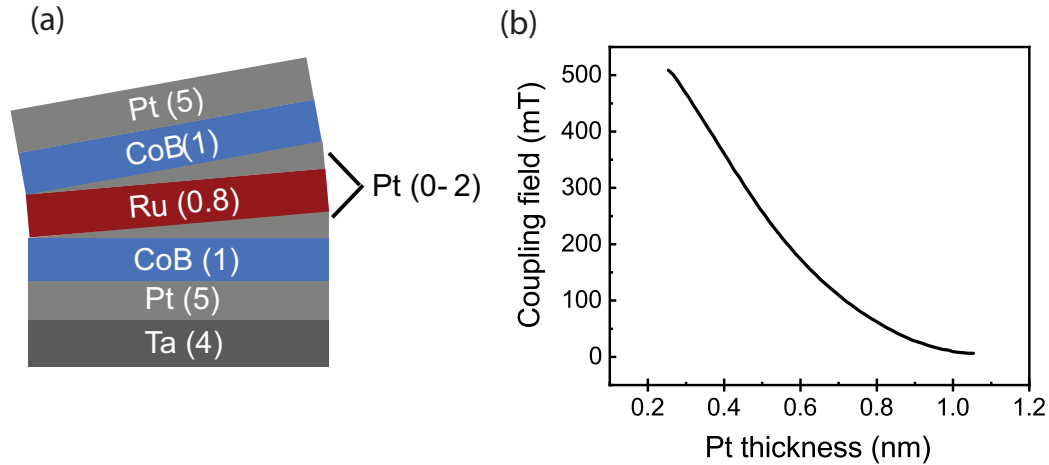 (a)
Pt (5)
CoB(1)
Ru (0.8)
Pt (0-2)
CoB (1)
Pt (5)
Ta (4)
(b)
Coupling field (mT)
500
400
300
200
100
0
0.2 0.4 0.6 0.8 1.0 1.2
Pt thickness (nm)